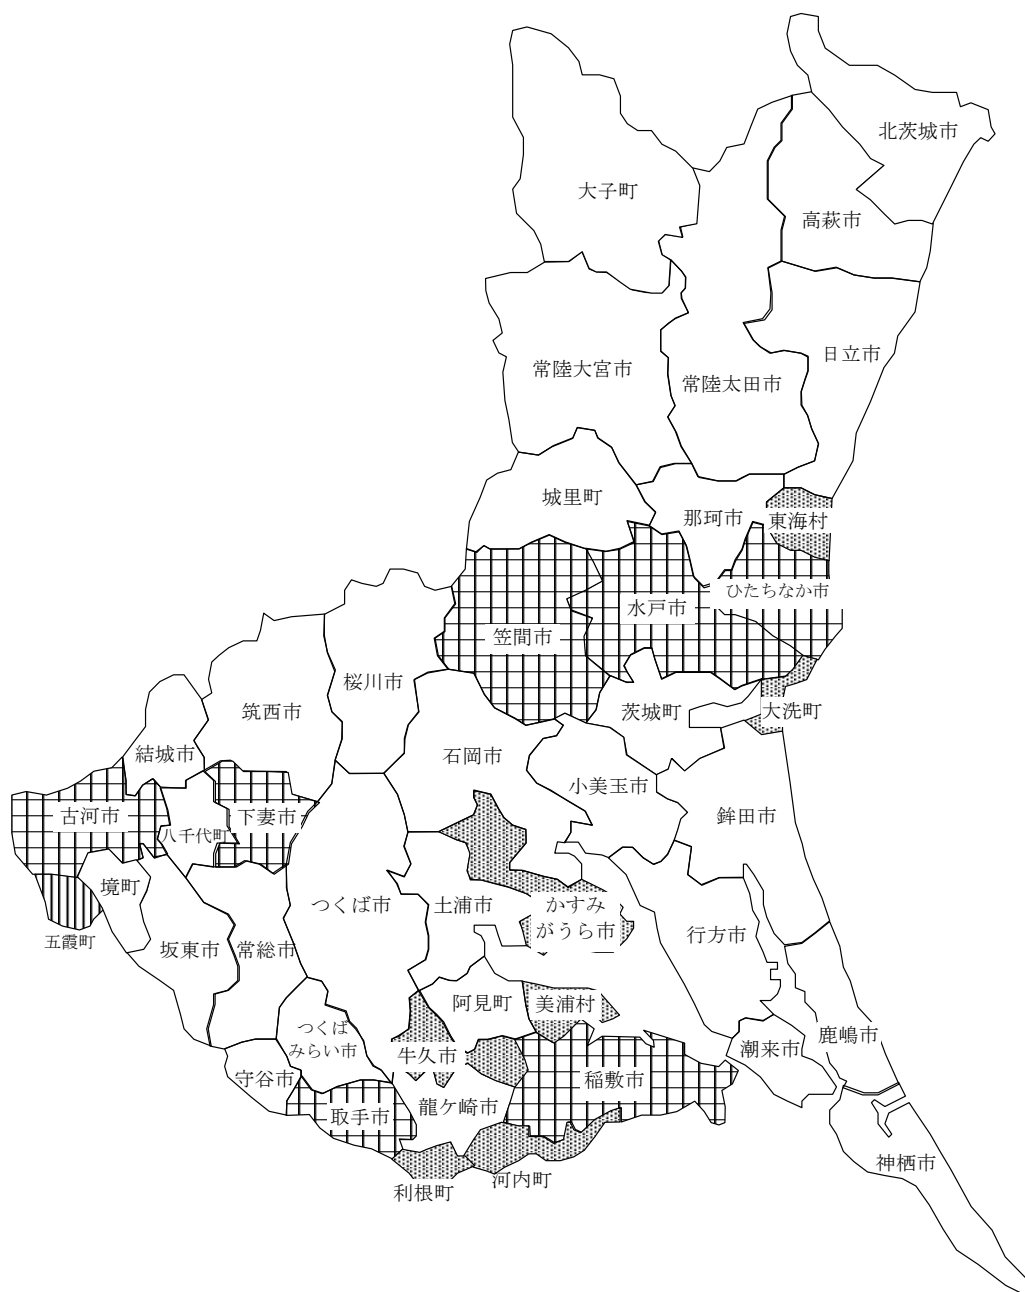 北茨城市
大子町
高萩市
日立市
常陸大宮市
常陸太田市
城里町
那珂市
東海村
ひたちなか市
水戸市
笠間市
桜川市
筑西市
茨城町
大洗町
結城市
石岡市
小美玉市
古河市
下妻市
鉾田市
八千代町
境町
つくば市
土浦市
かすみ
がうら市
行方市
五霞町
坂東市
常総市
阿見町
美浦村
つくば
みらい市
鹿嶋市
潮来市
牛久市
守谷市
稲敷市
龍ケ崎市
取手市
神栖市
利根町
河内町